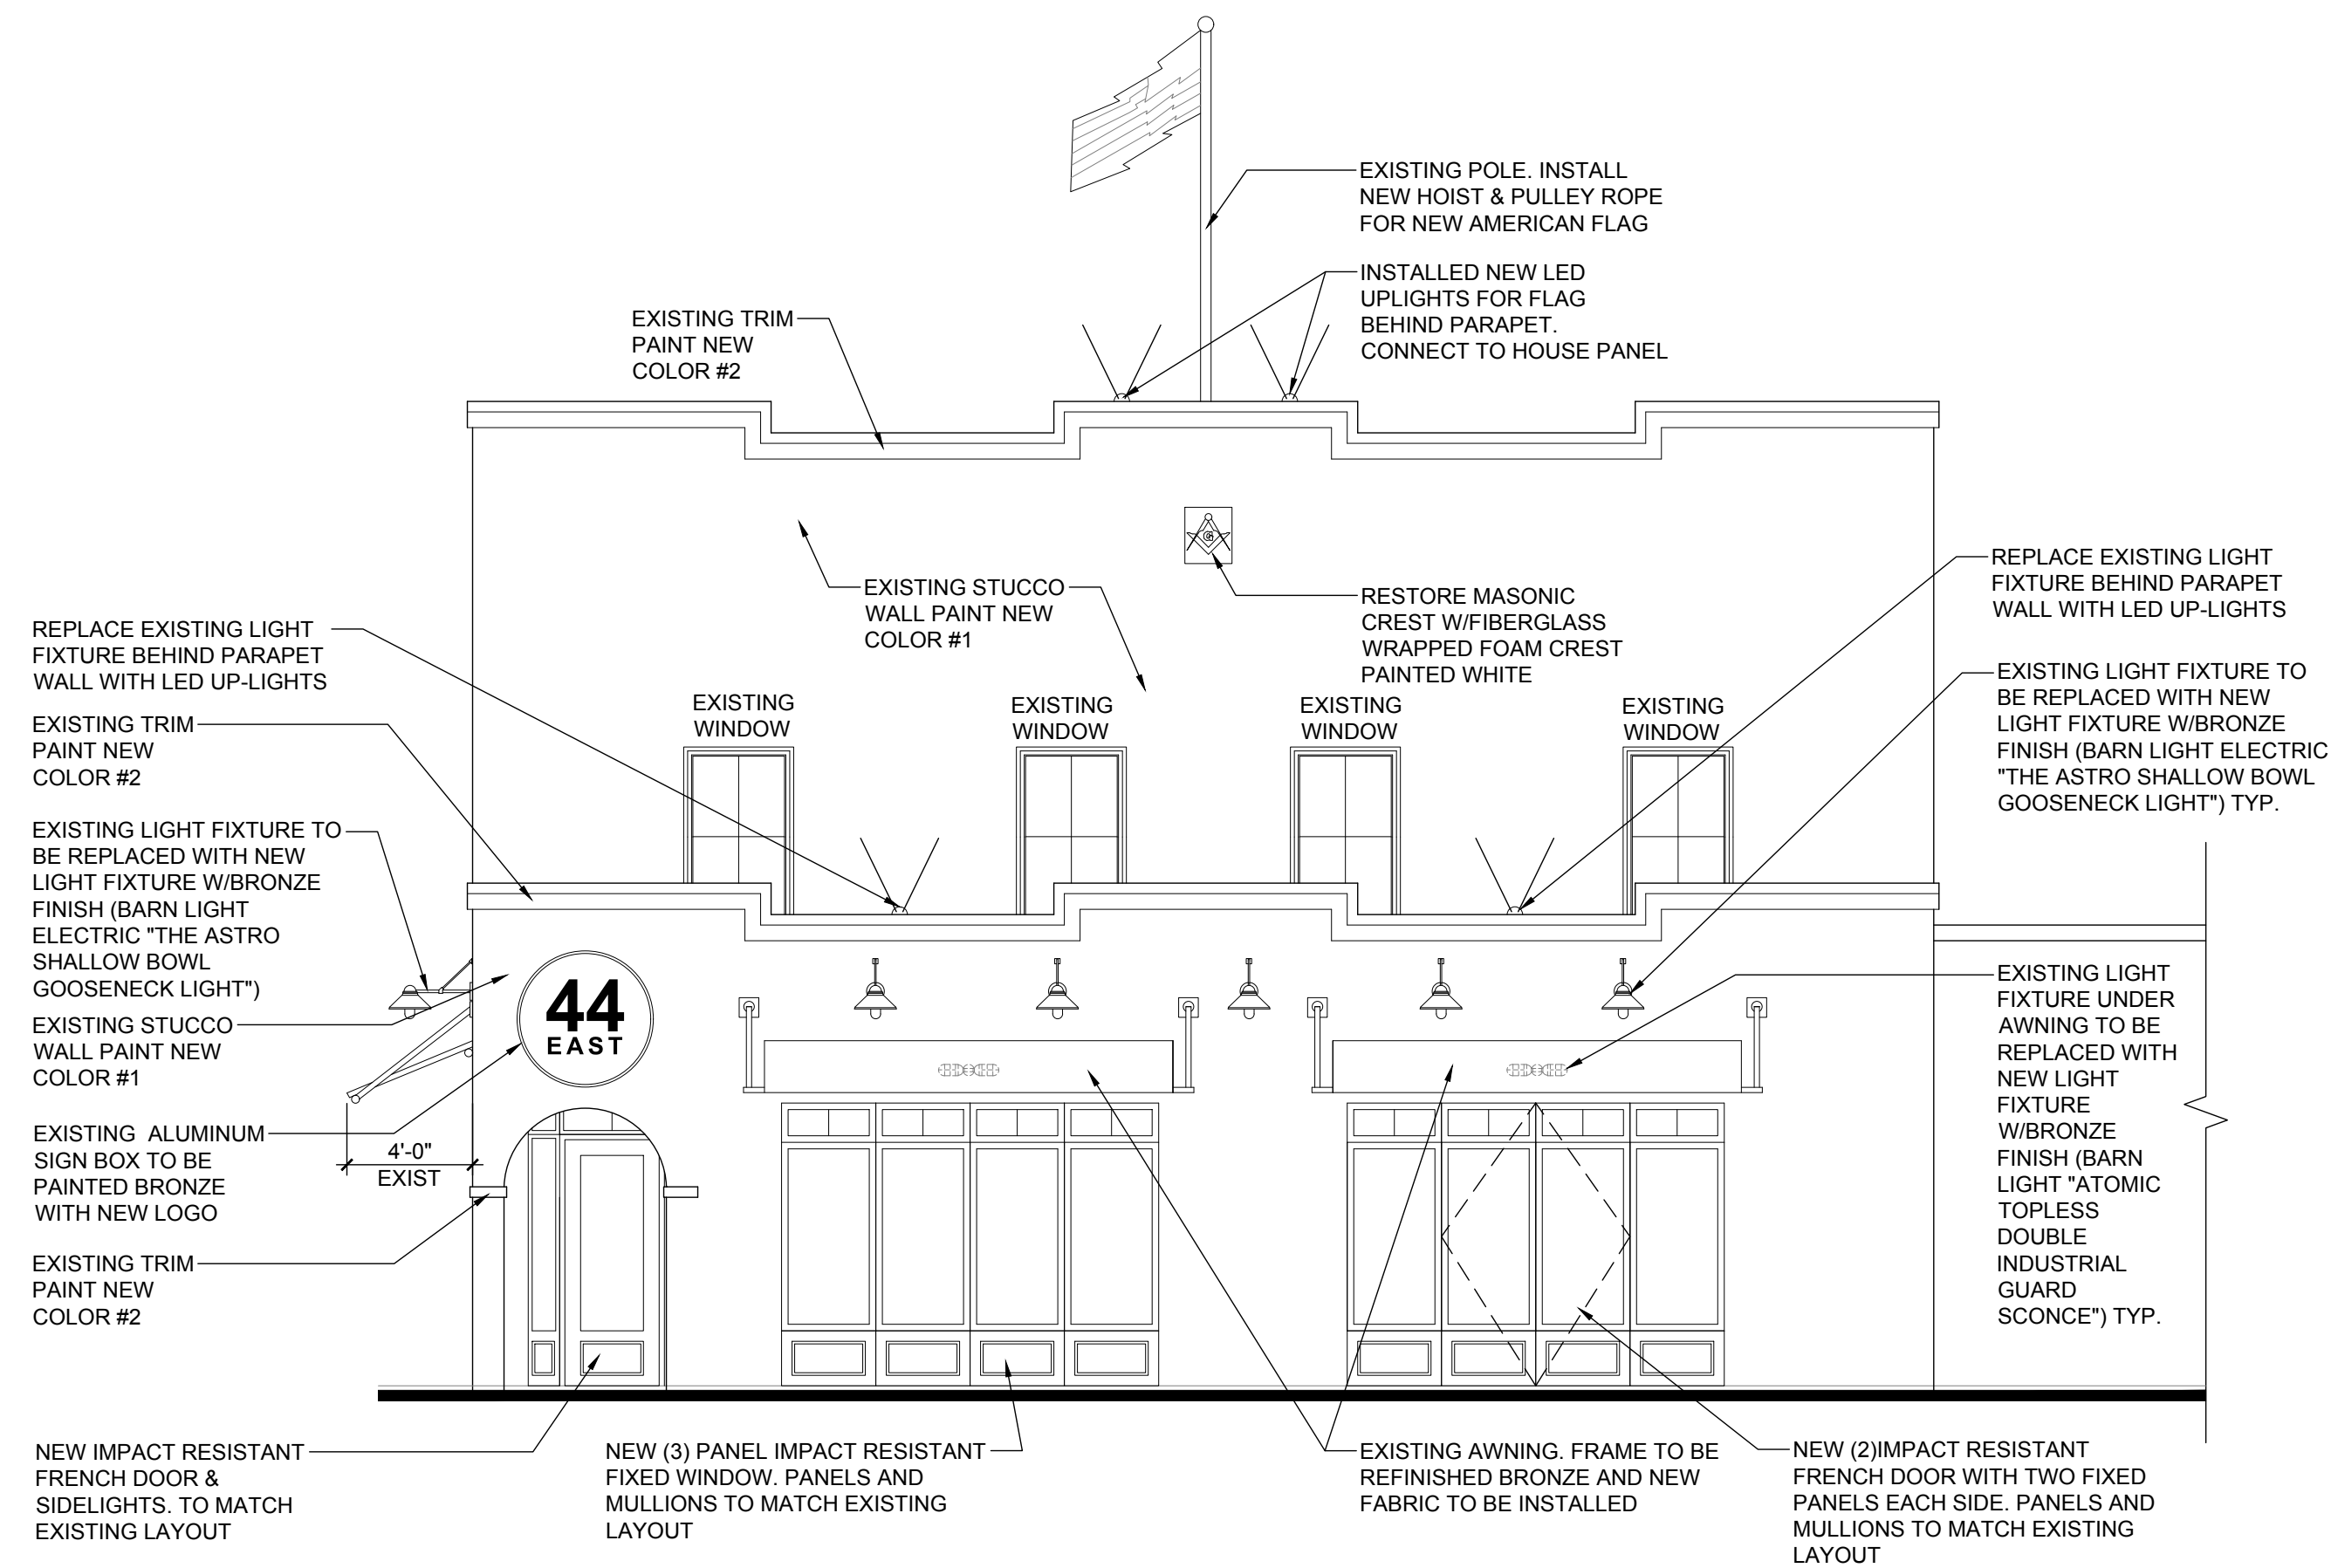 EXISTING POLE. INSTALL
NEW HOIST & PULLEY ROPE
FOR NEW AMERICAN FLAG
INSTALLED NEW LED
UPLIGHTS FOR FLAG
BEHIND PARAPET.
CONNECT TO HOUSE PANEL
EXISTING TRIM
PAINT NEW
COLOR #2
G
EXISTING STUCCO
WALL PAINT NEW
COLOR #1
RESTORE MASONIC
CREST W/FIBERGLASS
WRAPPED FOAM CREST
PAINTED WHITE
REPLACE EXISTING LIGHT
FIXTURE BEHIND PARAPET
WALL WITH LED UP-LIGHTS
EXISTING LIGHT FIXTURE TO
BE REPLACED WITH NEW
LIGHT FIXTURE W/BRONZE
FINISH (BARN LIGHT ELECTRIC
"THE ASTRO SHALLOW BOWL
GOOSENECK LIGHT") TYP.
REPLACE EXISTING LIGHT
FIXTURE BEHIND PARAPET
WALL WITH LED UP-LIGHTS
EXISTING TRIM
PAINT NEW
COLOR #2
EXISTING LIGHT FIXTURE TO
BE REPLACED WITH NEW
LIGHT FIXTURE W/BRONZE
FINISH (BARN LIGHT
ELECTRIC "THE ASTRO
SHALLOW BOWL
GOOSENECK LIGHT")
EXISTING STUCCO
WALL PAINT NEW
COLOR #1
EXISTING ALUMINUM
SIGN BOX TO BE
PAINTED BRONZE
WITH NEW LOGO
EXISTING TRIM
PAINT NEW
COLOR #2
EXISTING
WINDOW
EXISTING
WINDOW
EXISTING
WINDOW
EXISTING
WINDOW
44
EAST
4'-0"
EXIST
EXISTING LIGHT
FIXTURE UNDER
AWNING TO BE
REPLACED WITH
NEW LIGHT
FIXTURE
W/BRONZE
FINISH (BARN
LIGHT "ATOMIC
TOPLESS
DOUBLE
INDUSTRIAL
GUARD
SCONCE") TYP.
NEW IMPACT RESISTANT
FRENCH DOOR &
SIDELIGHTS. TO MATCH
EXISTING LAYOUT
NEW (3) PANEL IMPACT RESISTANT
FIXED WINDOW. PANELS AND
MULLIONS TO MATCH EXISTING
LAYOUT
EXISTING AWNING. FRAME TO BE
REFINISHED BRONZE AND NEW
FABRIC TO BE INSTALLED
NEW (2)IMPACT RESISTANT
FRENCH DOOR WITH TWO FIXED
PANELS EACH SIDE. PANELS AND
MULLIONS TO MATCH EXISTING
LAYOUT